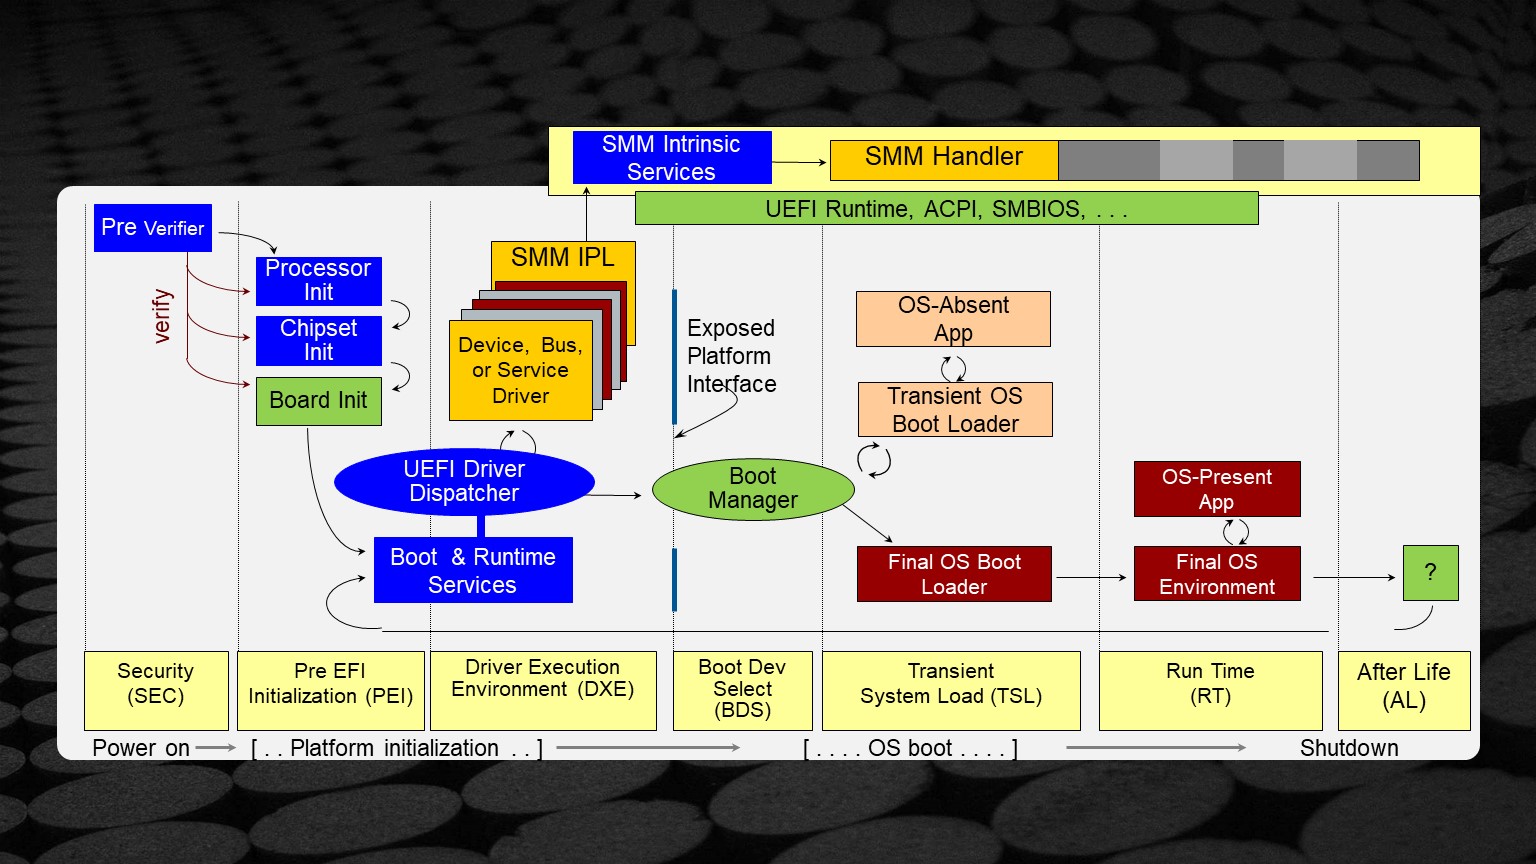 SMM Intrinsic
Services
SMM Handler
UEFI Runtime, ACPI, SMBIOS, . . .
Pre Verifier
verify
Processor
Init
Chipset
Init
Board Init
SMM IPL
Device, Bus,
or Service
Driver
UEFI Driver
Dispatcher
Boot & Runtime
Services
Exposed
Platform
Interface
Boot
Manager
OS-Absent
App
Transient OS
Boot Loader
Final OS Boot
Loader
OS-Present
App
Final OS
Environment
?
Security
(SEC)
Pre EFI
Initialization (PEI)
Driver Execution
Environment (DXE)
Boot Dev
Select
(BDS)
Transient
System Load (TSL)
Run Time
(RT)
After Life
(AL)
Power on
[ . . Platform initialization . . ]
[ . . . . OS boot . . . . ]
Shutdown